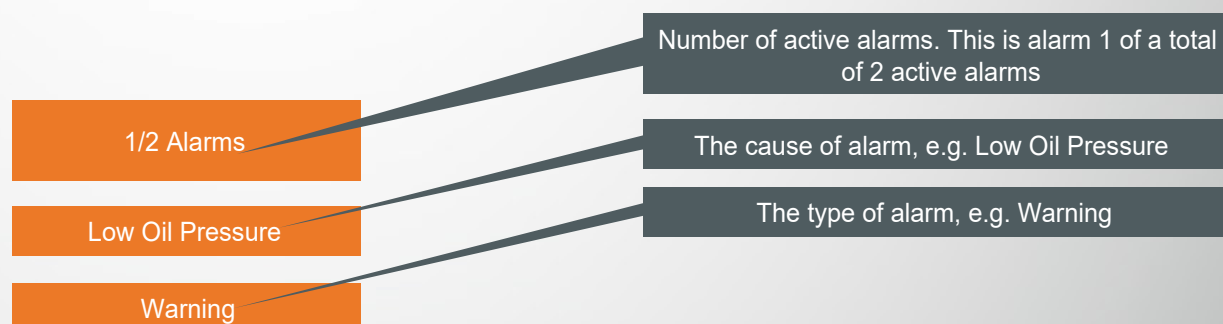 Number of active alarms. This is alarm 1 of a total
of 2 active alarms
1/2 Alarms
The cause of alarm, e.g. Low Oil Pressure
Low Oil Pressure
The type of alarm, e.g. Warning
Warning